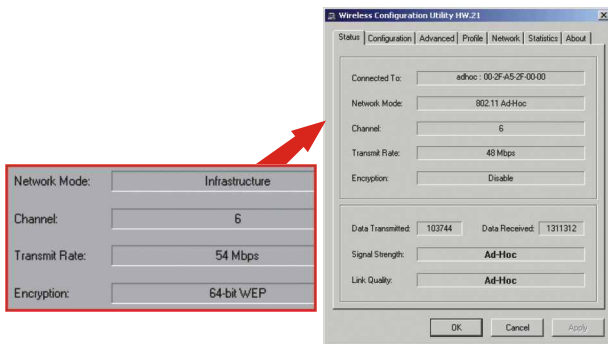 Wireless Configuration Utility HW.21
Status Configuration Advanced Profile Network Statistics About
Connected To: adhoc : 00-2F-A5-2F-00-00
Network Mode: 802.11 Ad-Hoc
Channel: 6
Transmit Rate: 48 Mbps
Encryption: Disable
Data Transmitted: 103744 Data Received: 1311312
Signal Strength: Ad-Hoc
Link Quality: Ad-Hoc
OK Cancel Apply
Network Mode: Infrastructure
Channel: 6
Transmit Rate: 54 Mbps
Encryption: 64-bit WEP